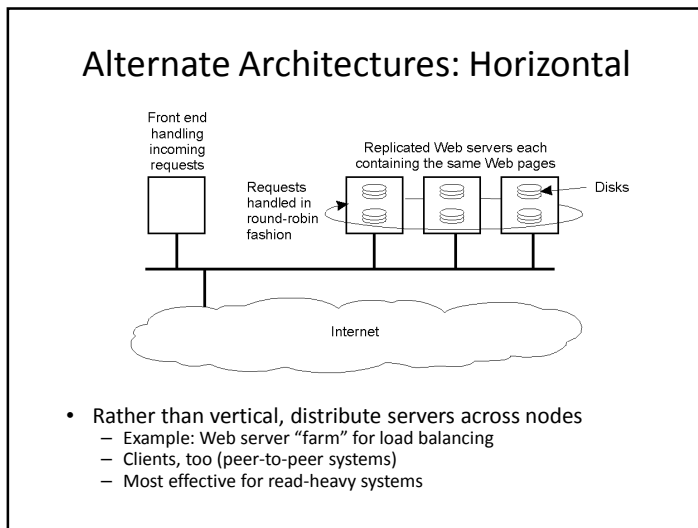 Alternate Architectures: Horizontal
Front end
handling
incoming
requests
Replicated Web servers each
containing the same Web pages
Requests
handled in
round-robin
fashion
Disks
Internet
• Rather than vertical, distribute servers across nodes
– Example: Web server “farm” for load balancing
– Clients, too (peer-to-peer systems)
– Most effective for read-heavy systems